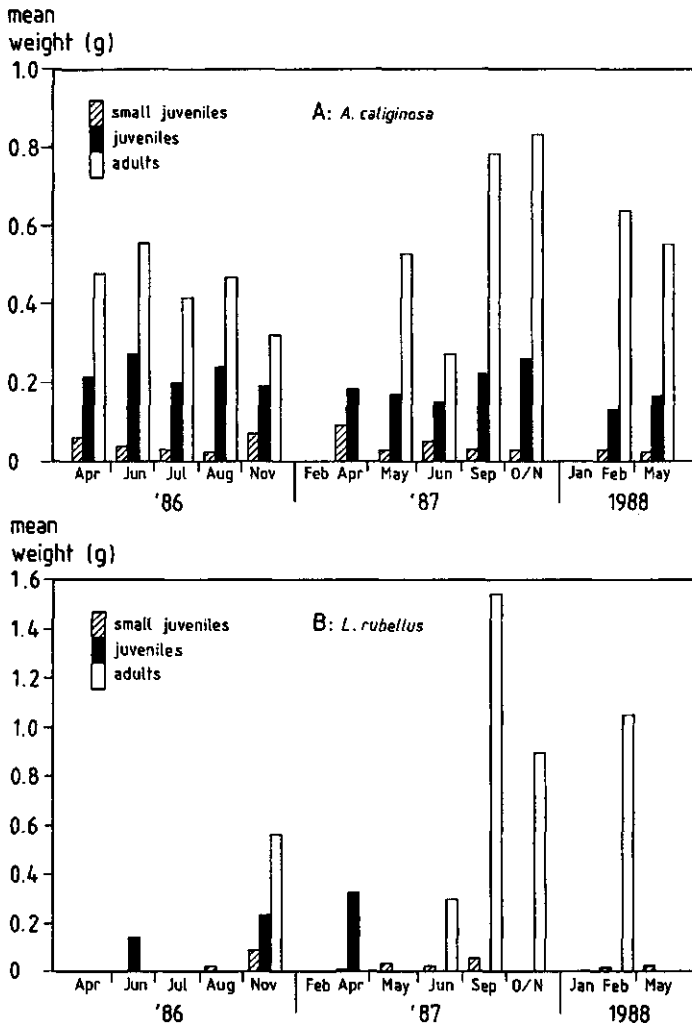 mean
weight (g)
1.0
0.8
0.6
0.4
0.2
0
small juveniles
juveniles
adults
A: A. caliginosa
Apr Jun Jul Aug Nov Feb Apr May Jun Sep O/N Jan Feb May
'86 '87 1988
mean
weight (g)
1.6
1.4
1.2
1.0
0.8
0.6
0.4
0.2
0
small juveniles
juveniles
adults
B: L. rubellus
Apr Jun Jul Aug Nov Feb Apr May Jun Sep O/N Jan Feb May
'86 '87 1988